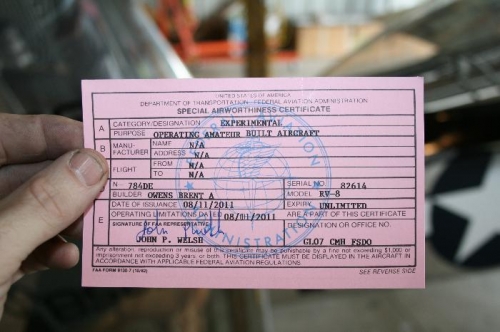 UNITED STATES OF AMERICA
DEPARTMENT OF TRANSPORTATION - FEDERAL AVIATION ADMINISTRATION
SPECIAL AIRWORTHINESS CERTIFICATE
A CATEGORY/DESIGNATION EXPERIMENTAL
PURPOSE OPERATING AMATEUR BUILT AIRCRAFT
B MANU- NAME N/A
FACTURER ADDRESS N/A
FLIGHT FROM N/A
TO N/A
N- 784DE SERIAL NO. 82614
BUILDER OWENS BRENT A MODEL RV-8
DATE OF ISSUANCE 08/11/2011 EXPIRY UNLIMITED
OPERATING LIMITATIONS DATED 08/01/2011 ARE A PART OF THIS CERTIFICATE
E SIGNATURE OF FAA REPRESENTATIVE DESIGNATION OR OFFICE NO.
JOHN P. WELSH GL07 CMH FSDO
Any alteration, reproduction or misuse of this certificate may be punishable by a fine not exceeding $1,000 or
imprisonment not exceeding 3 years, or both. THIS CERTIFICATE MUST BE DISPLAYED IN THE AIRCRAFT IN
ACCORDANCE WITH APPLICABLE FEDERAL AVIATION REGULATIONS.
FAA FORM 8130-7 SEE REVERSE SIDE